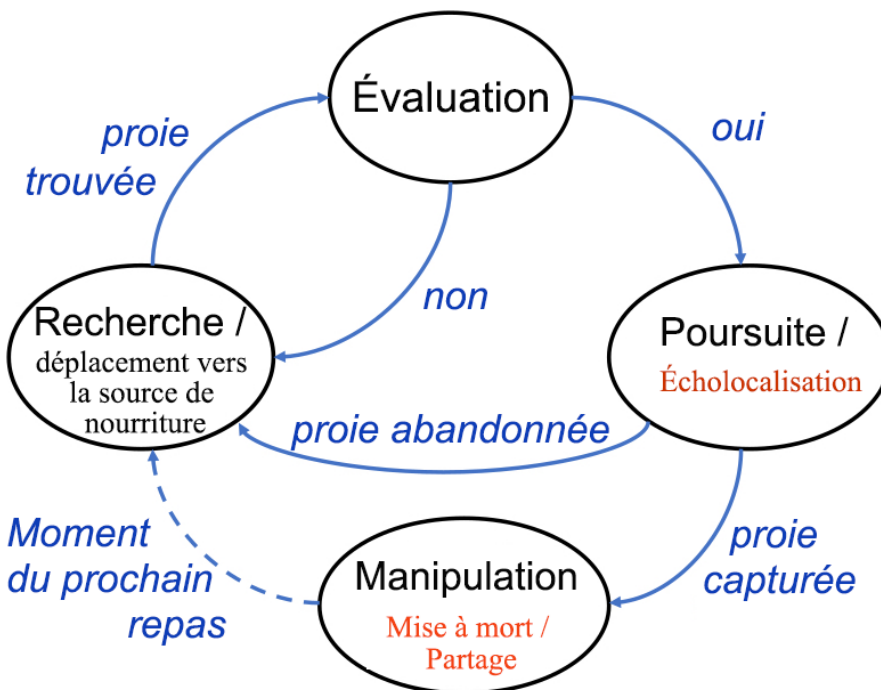 Évaluation
proie
trouvée
oui
non
Recherche /
déplacement vers
la source de
nourriture
Poursuite /
Écholocalisation
proie abandonnée
proie
capturée
Moment
du prochain
repas
Manipulation
Mise à mort /
Partage